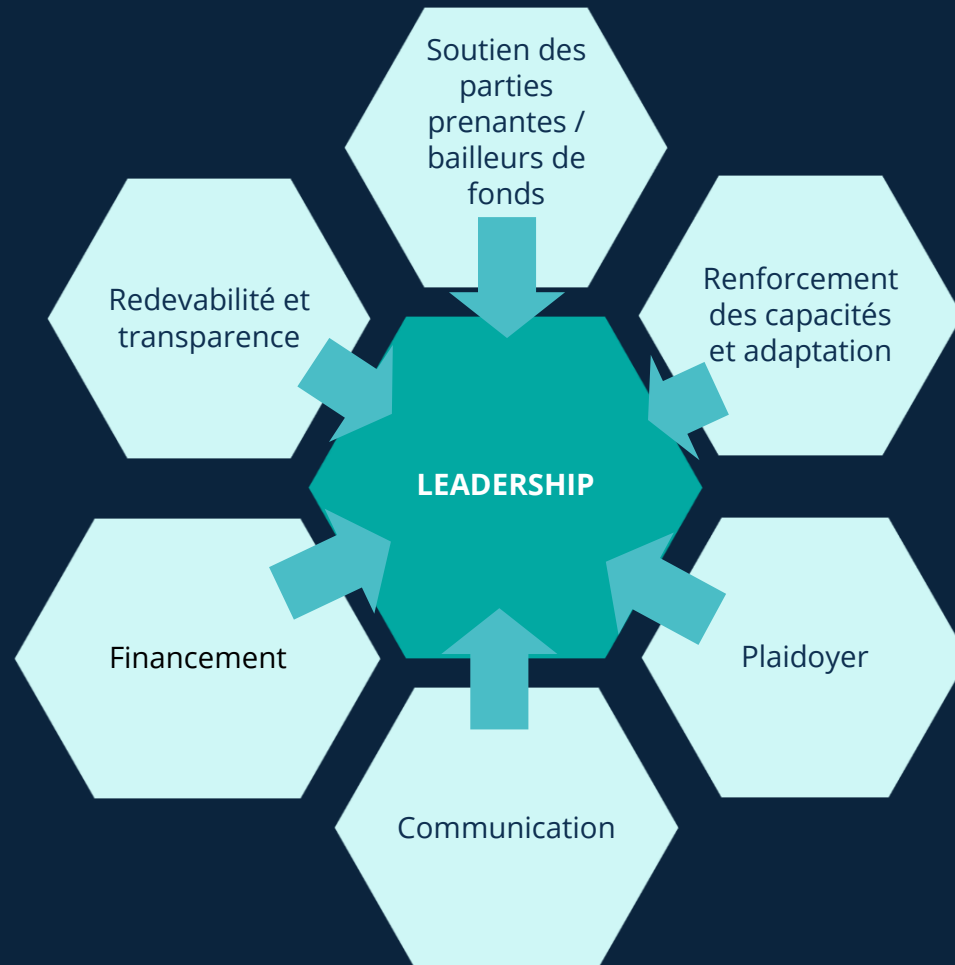 Soutien des
parties
prenantes /
bailleurs de
fonds
Redevabilité et
transparence
Renforcement
des capacités
et adaptation
LEADERSHIP
Financement
Plaidoyer
Communication